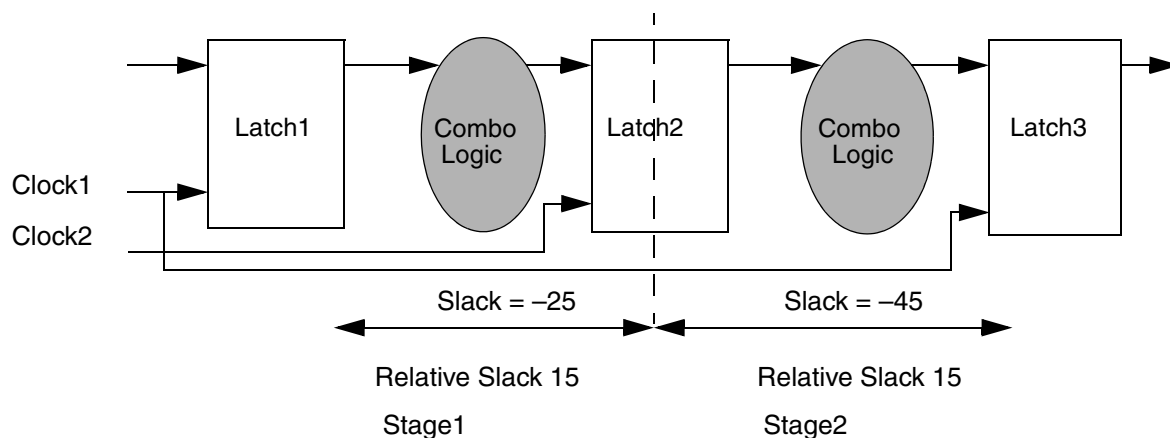 Latch1
Combo
Logic
Latch2
Combo
Logic
Latch3
Clock1
Clock2
Slack = –25
Slack = –45
Relative Slack 15
Relative Slack 15
Stage1
Stage2